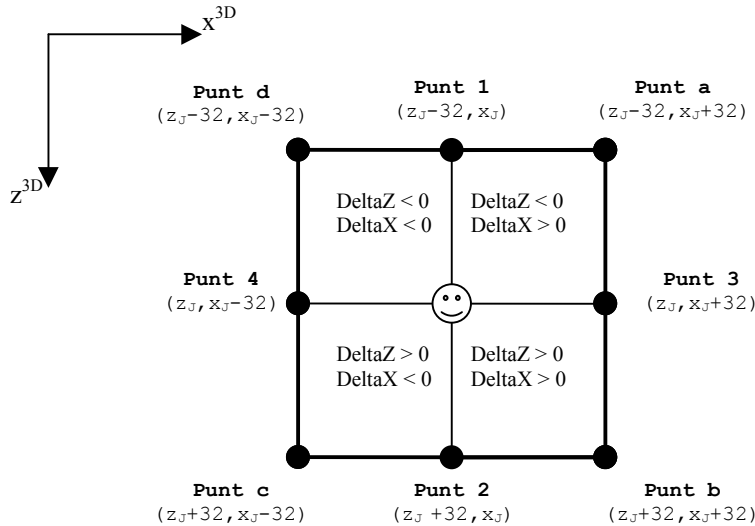 x3D
z3D
Punt d
(zJ-32,xJ-32)
Punt 1
(zJ-32,xJ)
Punt a
(zJ-32,xJ+32)
DeltaZ < 0
DeltaX < 0
DeltaZ < 0
DeltaX > 0
Punt 4
(zJ,xJ-32)
Punt 3
(zJ,xJ+32)
DeltaZ > 0
DeltaX < 0
DeltaZ > 0
DeltaX > 0
Punt c
(zJ+32,xJ-32)
Punt 2
(zJ +32,xJ)
Punt b
(zJ+32,xJ+32)